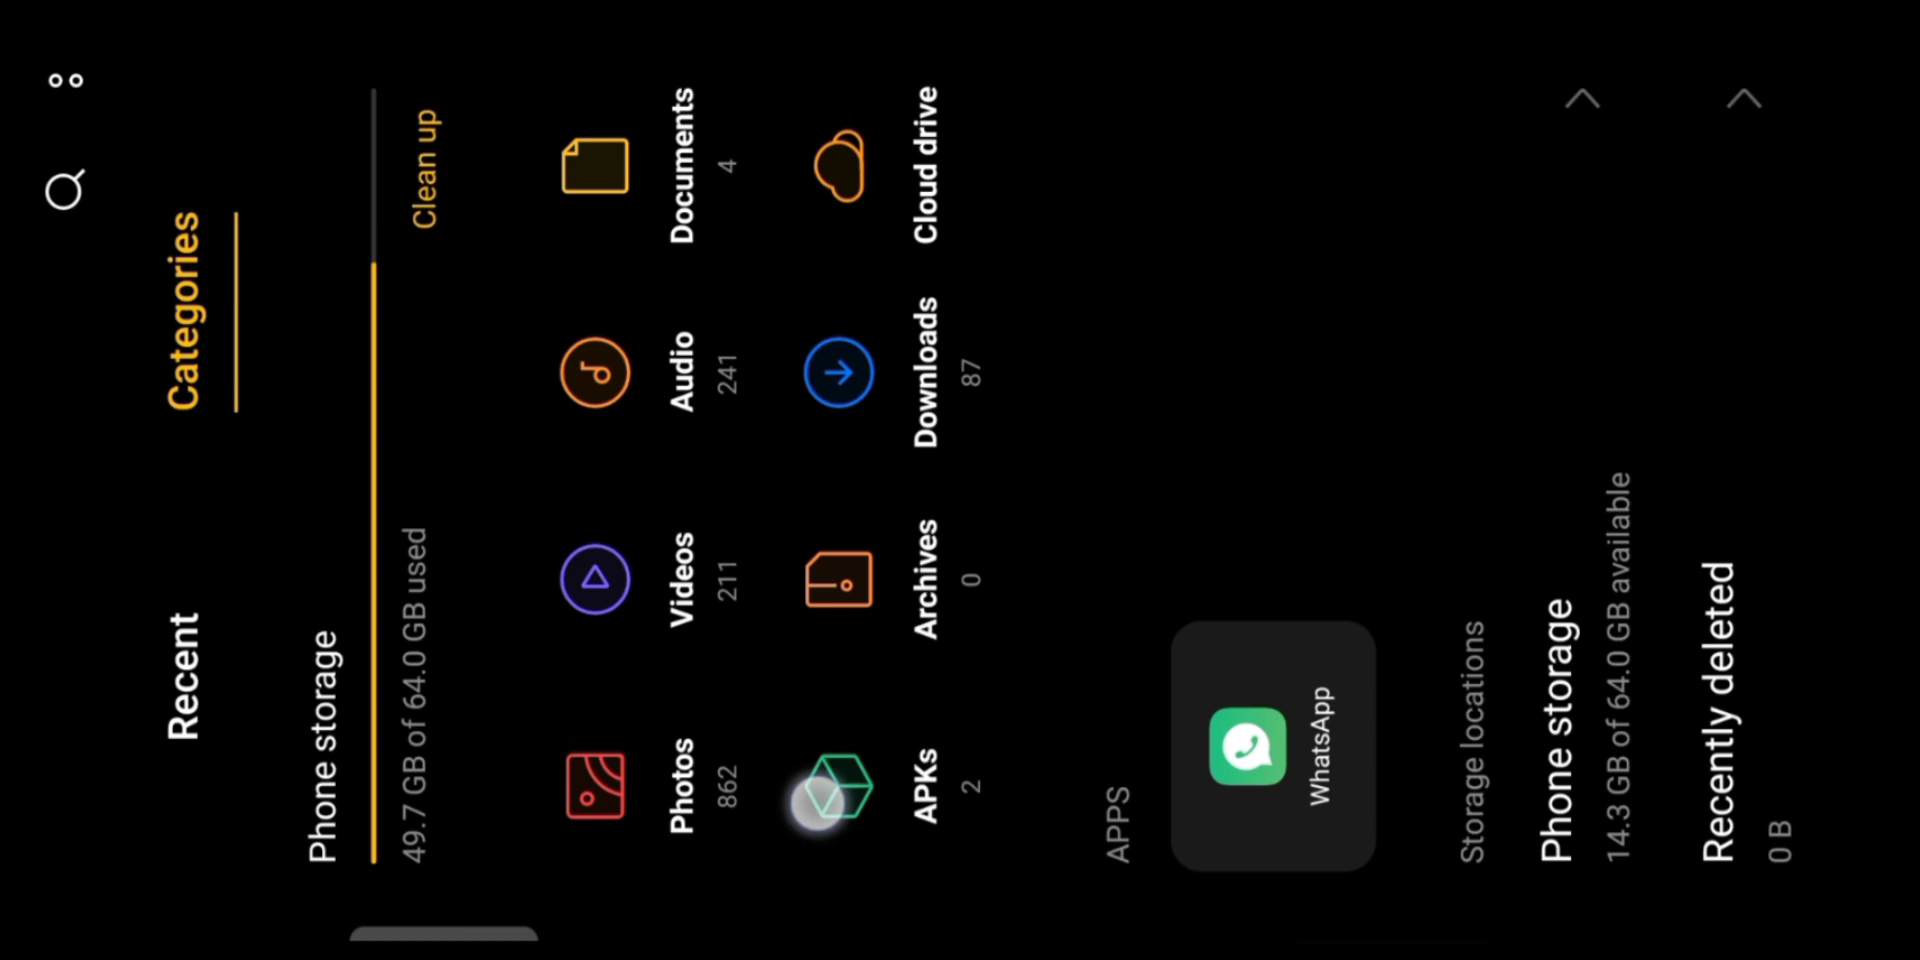 Recent Categories
Phone storage
49.7 GB of 64.0 GB used Clean up
Photos Videos Audio Documents
862 211 241 4
APKs Archives Downloads Cloud drive
2 0 87
APPS
WhatsApp
Storage locations
Phone storage
14.3 GB of 64.0 GB available
Recently deleted
0 B